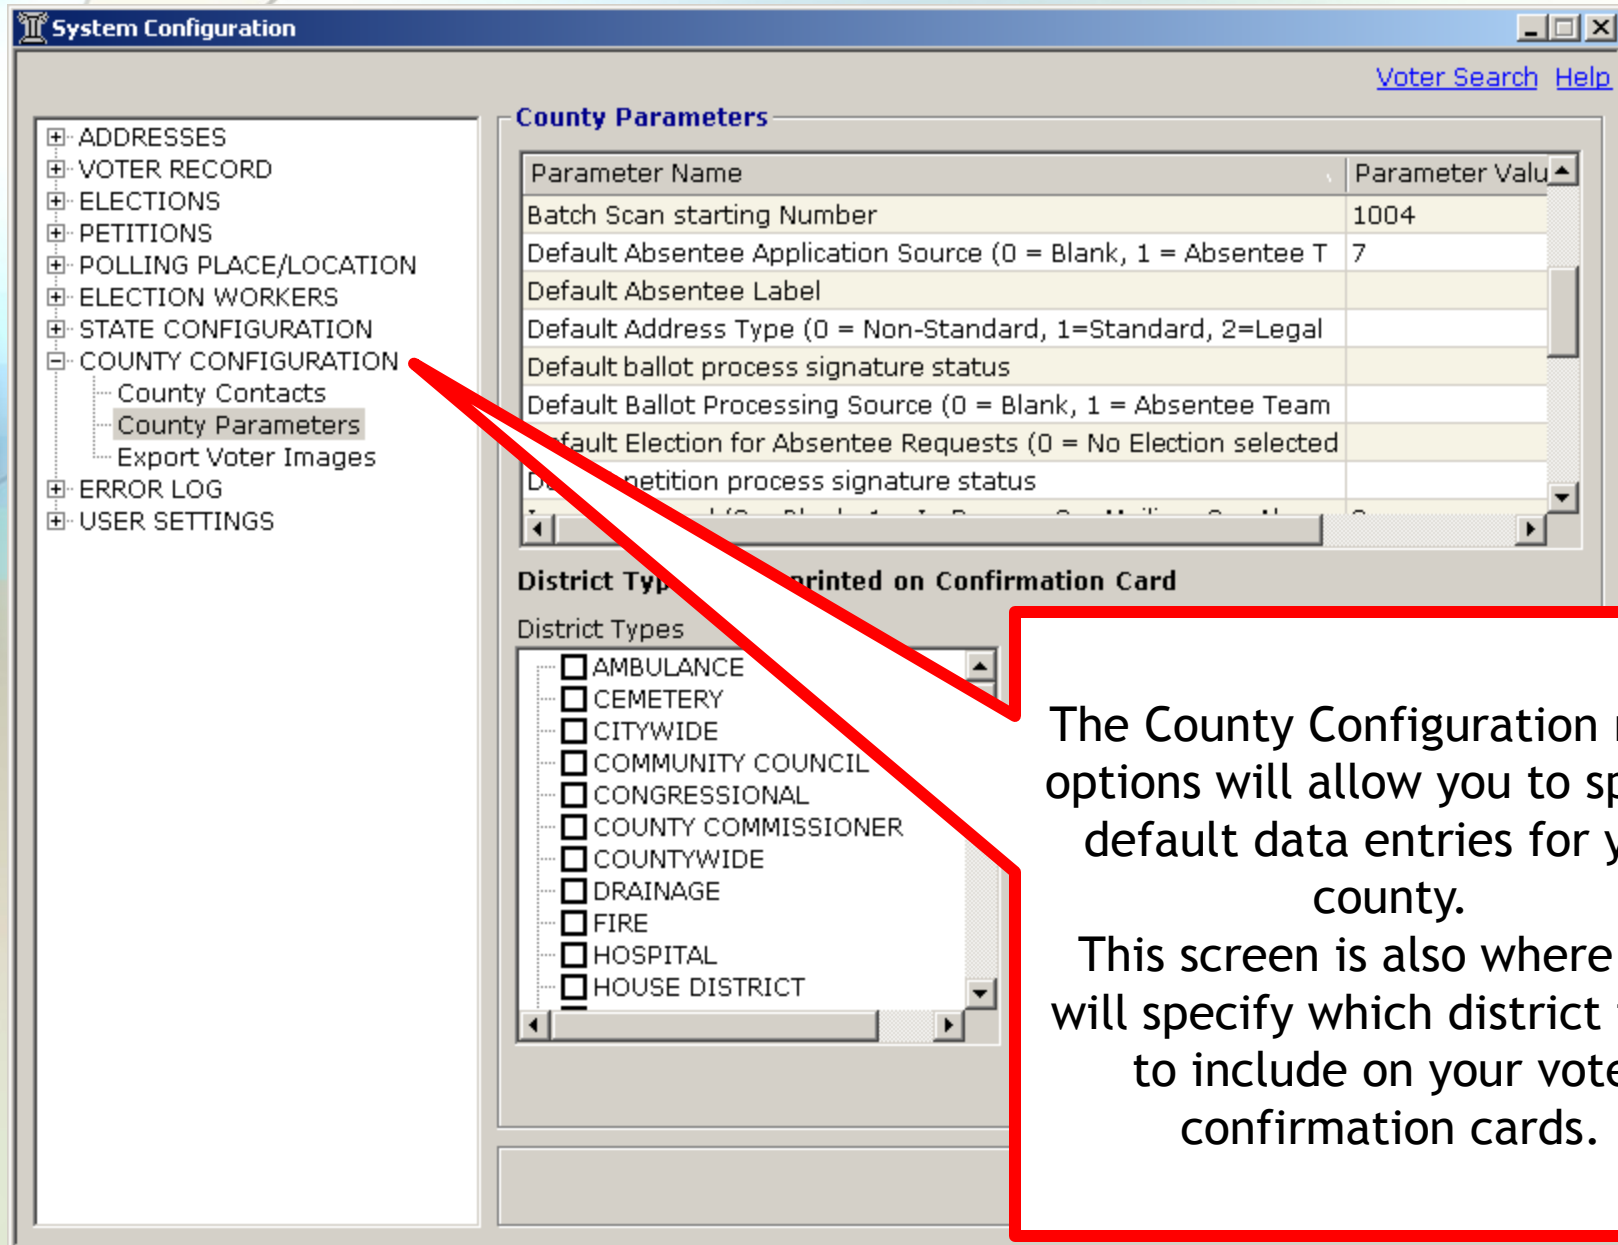 System Configuration
Voter Search Help
ADDRESSES
VOTER RECORD
ELECTIONS
PETITIONS
POLLING PLACE/LOCATION
ELECTION WORKERS
STATE CONFIGURATION
COUNTY CONFIGURATION
County Contacts
County Parameters
Export Voter Images
ERROR LOG
USER SETTINGS
County Parameters
Parameter Name Parameter Valu
Batch Scan starting Number 1004
Default Absentee Application Source (0 = Blank, 1 = Absentee T 7
Default Absentee Label
Default Address Type (0 = Non-Standard, 1=Standard, 2=Legal
Default ballot process signature status
Default Ballot Processing Source (0 = Blank, 1 = Absentee Team
Default Election for Absentee Requests (0 = No Election selected
petition process signature status
District printed on Confirmation Card
District Types
AMBULANCE
CEMETERY
CITYWIDE
COMMUNITY COUNCIL
CONGRESSIONAL
COUNTY COMMISSIONER
COUNTYWIDE
DRAINAGE
FIRE
HOSPITAL
HOUSE DISTRICT
The County Configuration
options will allow you to
default data entries for
county.
This screen is also where
will specify which district
to include on your
confirmation cards.